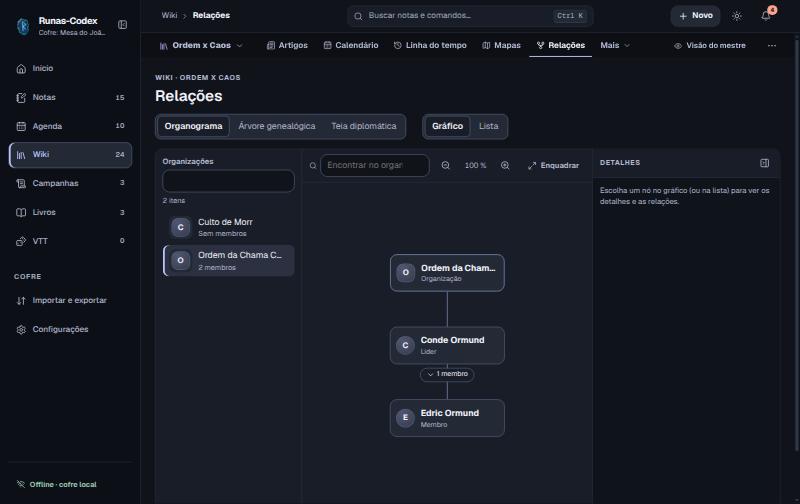 Runas-Codex
Cofre: Mesa do Joã...
Início
Notas 15
Agenda 10
Wiki 24
Campanhas 3
Livros 3
VTT 0
COFRE
Importar e exportar
Configurações
Offline · cofre local
Wiki > Relações
Buscar notas e comandos... Ctrl K
+ Novo
4
Ordem x Caos
Artigos
Calendário
Linha do tempo
Mapas
Relações
Mais
Visão do mestre
WIKI · ORDEM X CAOS
Relações
Organograma Árvore genealógica Teia diplomática
Gráfico Lista
Organizações
2 itens
C Culto de Morr
Sem membros
O Ordem da Chama C...
2 membros
Encontrar no organ
100 %
Enquadrar
O Ordem da Cham...
Organização
C Conde Ormund
Líder
1 membro
E Edric Ormund
Membro
DETALHES
Escolha um nó no gráfico (ou na lista) para ver os
detalhes e as relações.